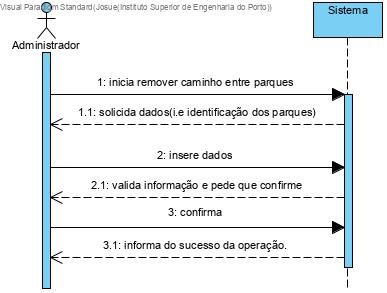 Visual Paradigm Standard(Josue(Instituto Superior de Engenharia do Porto))
Sistema
Administrador
1: inicia remover caminho entre parques
1.1: solicida dados(i.e identificação dos parques)
2: insere dados
2.1: valida informação e pede que confirme
3: confirma
3.1: informa do sucesso da operação.